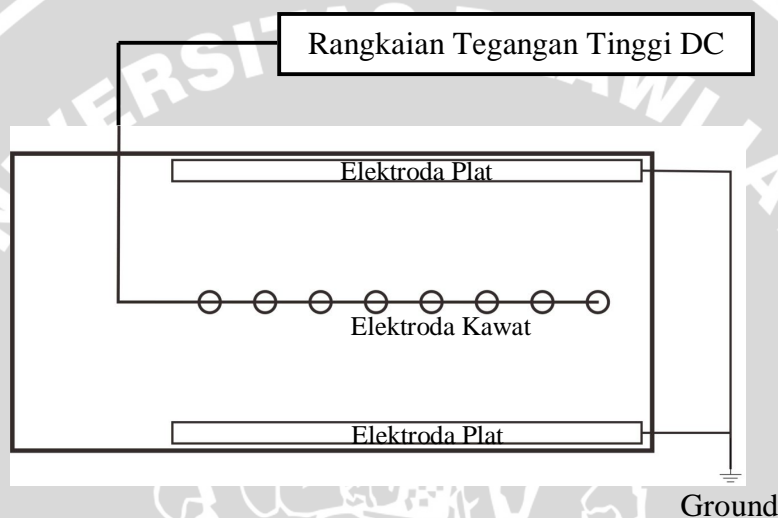 Rangkaian Tegangan Tinggi DC
Elektroda Plat
Elektroda Kawat
Elektroda Plat
Ground